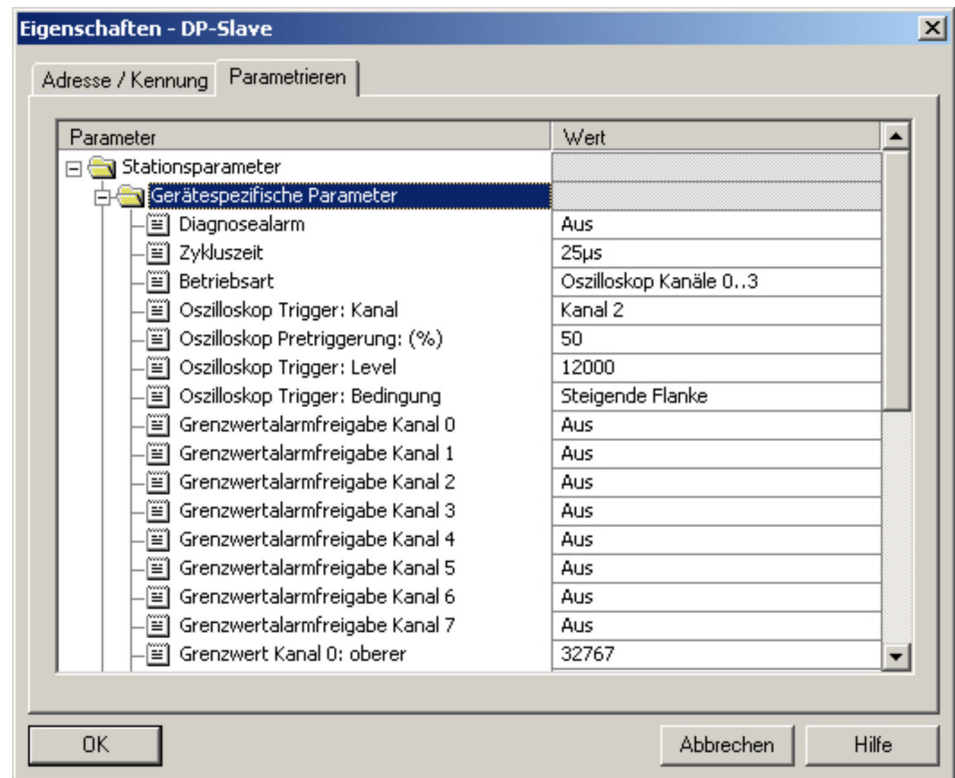 Eigenschaften - DP-Slave
Adresse / Kennung Parametrieren
Parameter Wert
Stationsparameter
Gerätespezifische Parameter
Diagnosealarm Aus
Zykluszeit 25µs
Betriebsart Oszilloskop Kanäle 0..3
Oszilloskop Trigger: Kanal Kanal 2
Oszilloskop Pretriggerung: (%) 50
Oszilloskop Trigger: Level 12000
Oszilloskop Trigger: Bedingung Steigende Flanke
Grenzwertalarmfreigabe Kanal 0 Aus
Grenzwertalarmfreigabe Kanal 1 Aus
Grenzwertalarmfreigabe Kanal 2 Aus
Grenzwertalarmfreigabe Kanal 3 Aus
Grenzwertalarmfreigabe Kanal 4 Aus
Grenzwertalarmfreigabe Kanal 5 Aus
Grenzwertalarmfreigabe Kanal 6 Aus
Grenzwertalarmfreigabe Kanal 7 Aus
Grenzwert Kanal 0: oberer 32767
OK Abbrechen Hilfe